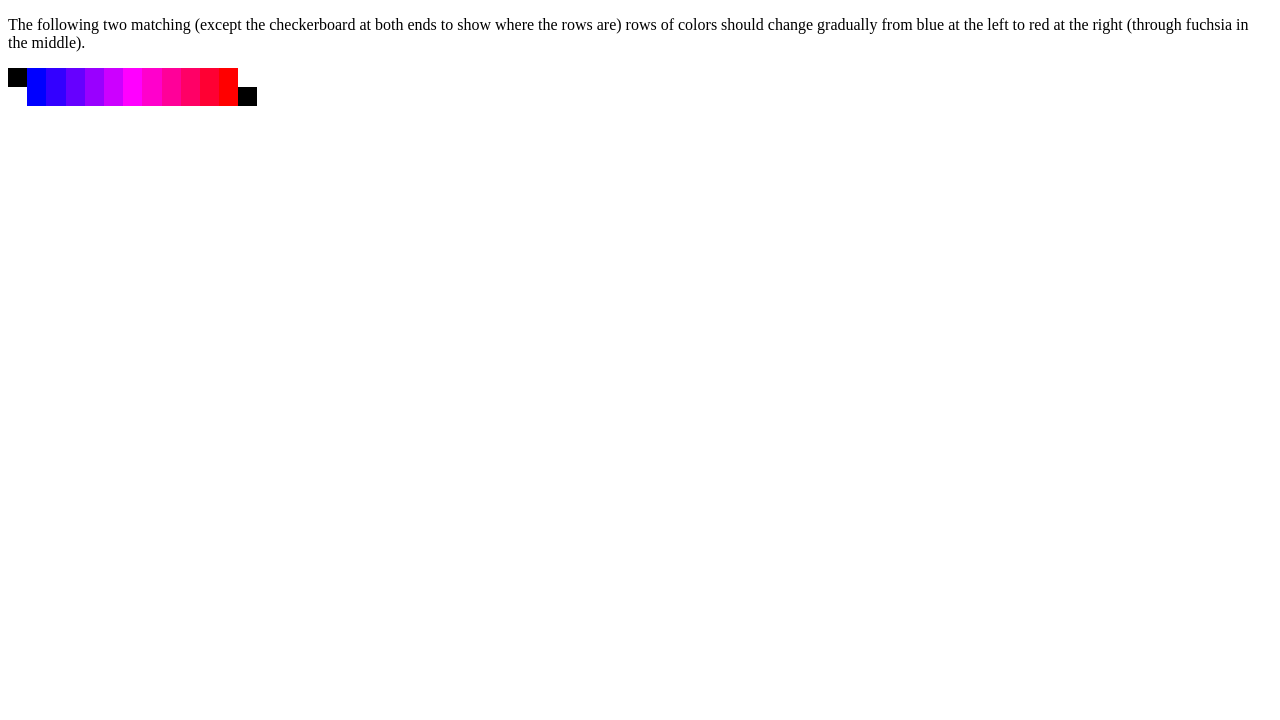 The following two matching (except the checkerboard at both ends to show where the rows are) rows of colors should change gradually from blue at the left to red at the right (through fuchsia in
the middle).